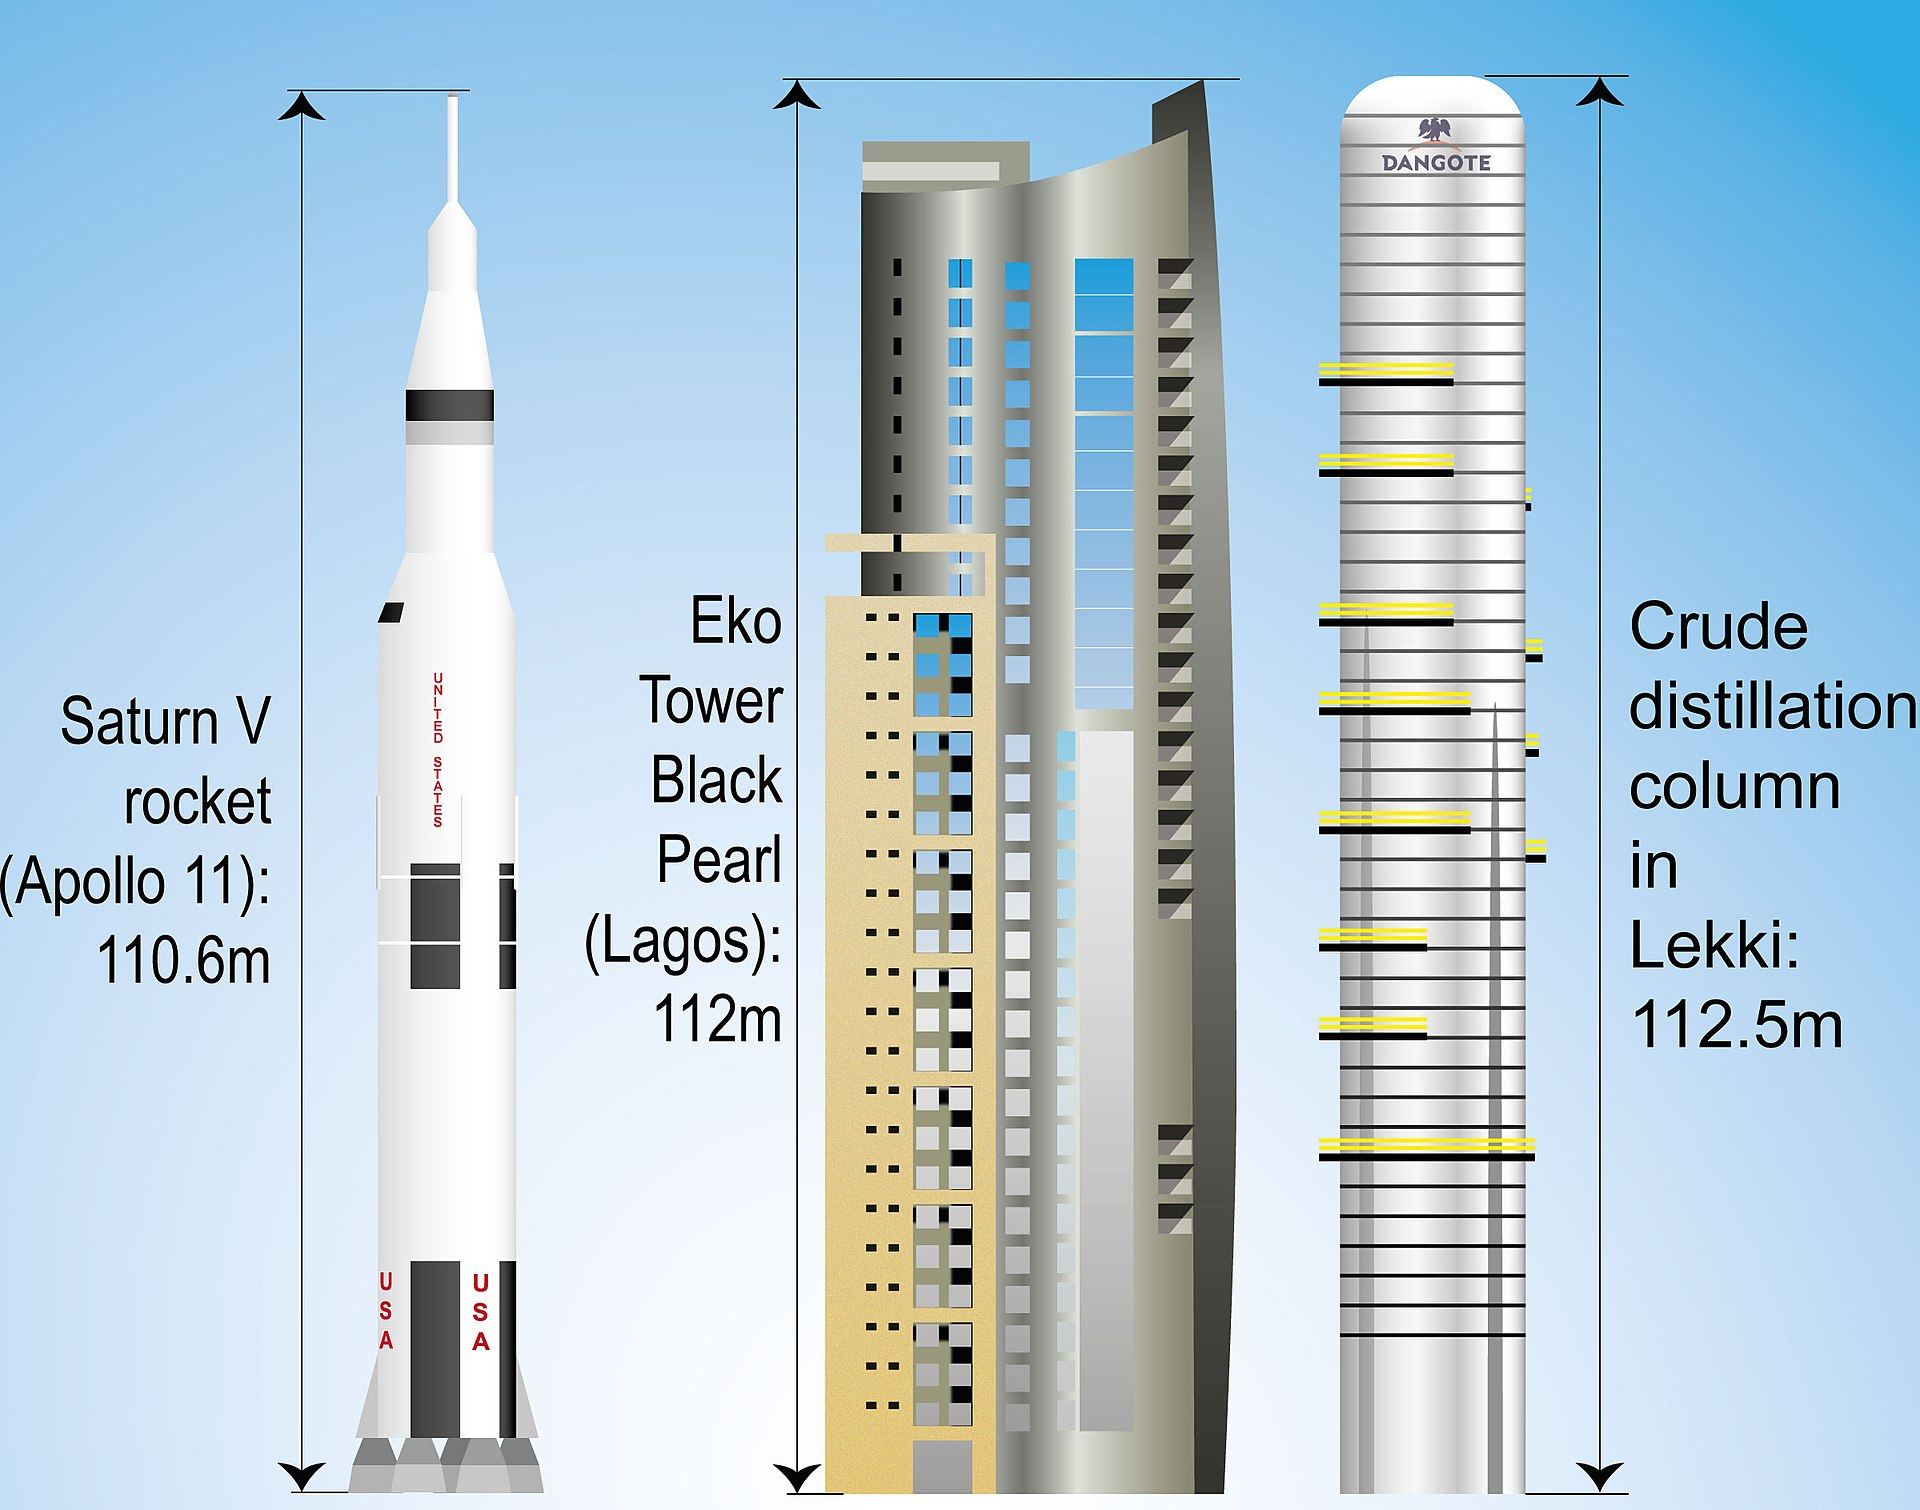 Saturn V
rocket
(Apollo 11):
110.6m
UNITED STATES
USA
USA
Eko
Tower
Black
Pearl
(Lagos):
112m
DANGOTE
Crude
distillation
column
in
Lekki:
112.5m